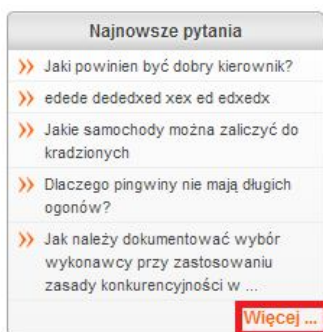 Najnowsze pytania
Jaki powinien być dobry kierownik?
edede dededxed xex ed edxedx
Jakie samochody można zaliczyć do
kradzionych
Dlaczego pingwiny nie mają długich
ogonów?
Jak należy dokumentować wybór
wykonawcy przy zastosowaniu
zasady konkurencyjności w ...
Więcej ...